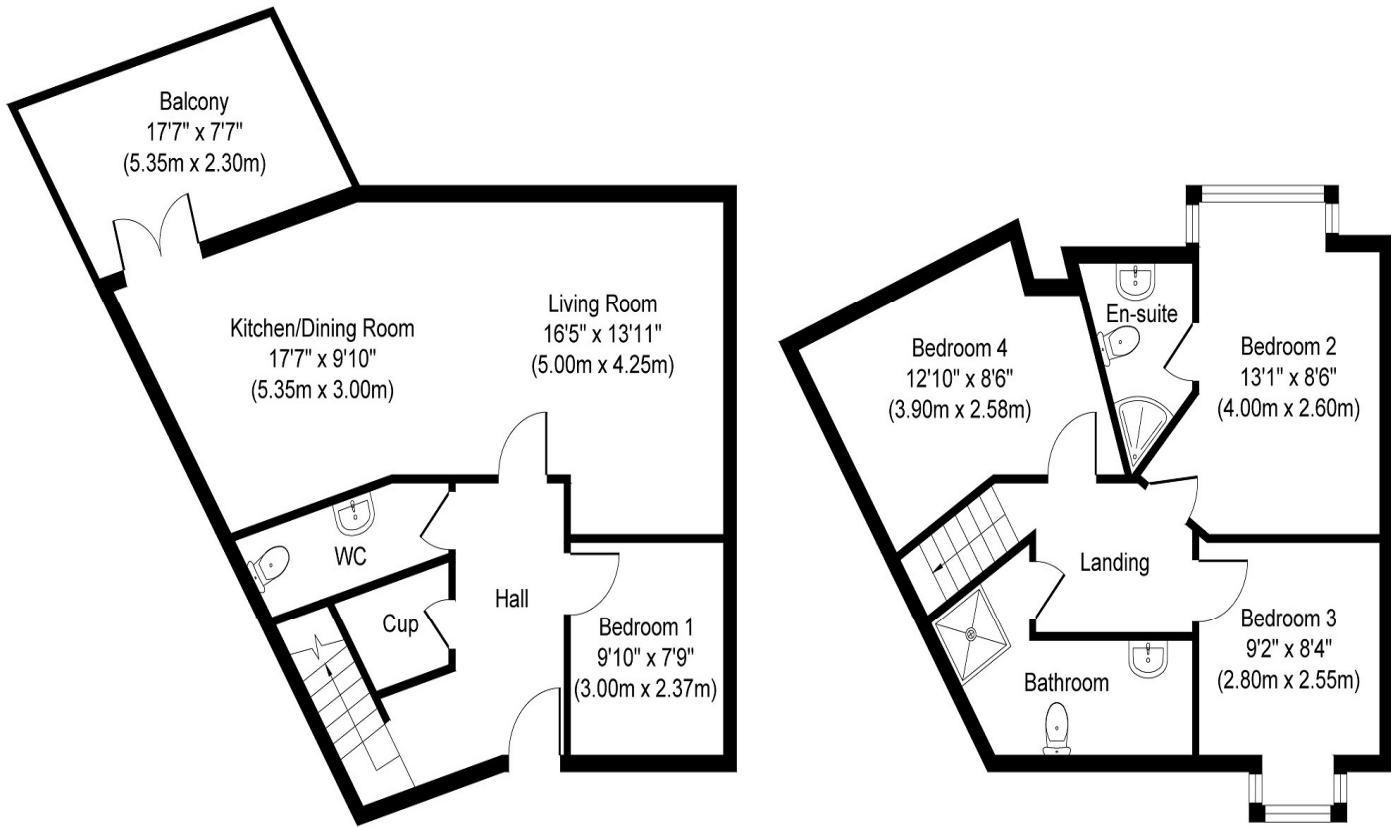 Balcony
17'7" x 7'7"
(5.35m x 2.30m)
Kitchen/Dining Room
17'7" x 9'10"
(5.35m x 3.00m)
Living Room
16'5" x 13'11"
(5.00m x 4.25m)
WC
Cup
Hall
Bedroom 1
9'10" x 7'9"
(3.00m x 2.37m)
Bedroom 4
12'10" x 8'6"
(3.90m x 2.58m)
En-suite
Bedroom 2
13'1" x 8'6"
(4.00m x 2.60m)
Landing
Bedroom 3
9'2" x 8'4"
(2.80m x 2.55m)
Bathroom